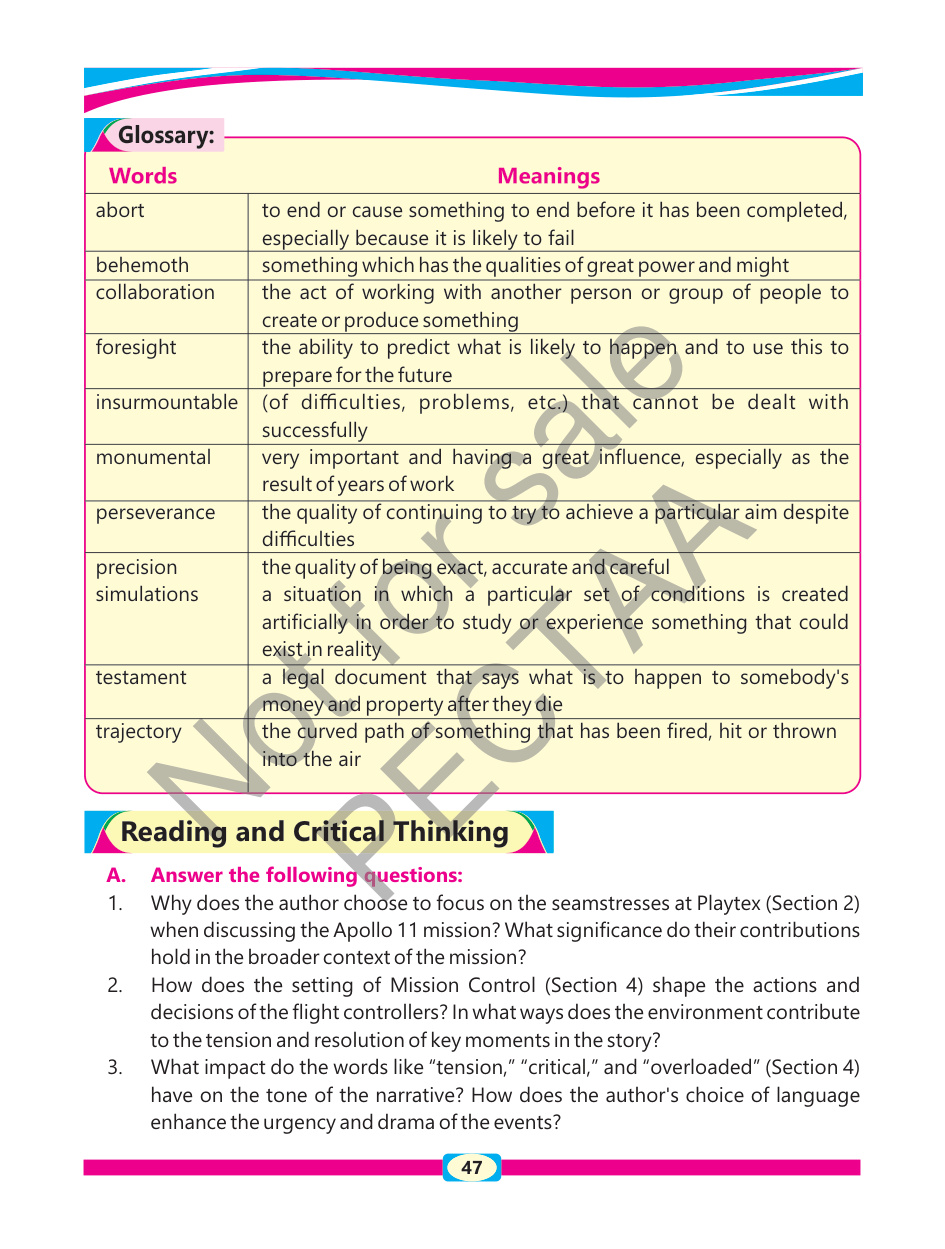 Glossary:
Words Meanings
abort to end or cause something to end before it has been completed,
especially because it is likely to fail
behemoth something which has the qualities of great power and might
collaboration the act of working with another person or group of people to
create or produce something
foresight the ability to predict what is likely to happen and to use this to
prepare for the future
insurmountable (of difficulties, problems, etc.) that cannot be dealt with
successfully
monumental very important and having a great influence, especially as the
result of years of work
perseverance the quality of continuing to try to achieve a particular aim despite
difficulties
precision the quality of being exact, accurate and careful
simulations a situation in which a particular set of conditions is created
artificially in order to study or experience something that could
exist in reality
testament a legal document that says what is to happen to somebody's
money and property after they die
trajectory the curved path of something that has been fired, hit or thrown
into the air
Not for sale
PECTAA
Reading and Critical Thinking
A. Answer the following questions:
1. Why does the author choose to focus on the seamstresses at Playtex (Section 2)
when discussing the Apollo 11 mission? What significance do their contributions
hold in the broader context of the mission?
2. How does the setting of Mission Control (Section 4) shape the actions and
decisions of the flight controllers? In what ways does the environment contribute
to the tension and resolution of key moments in the story?
3. What impact do the words like “tension,” “critical,” and “overloaded” (Section 4)
have on the tone of the narrative? How does the author's choice of language
enhance the urgency and drama of the events?
47